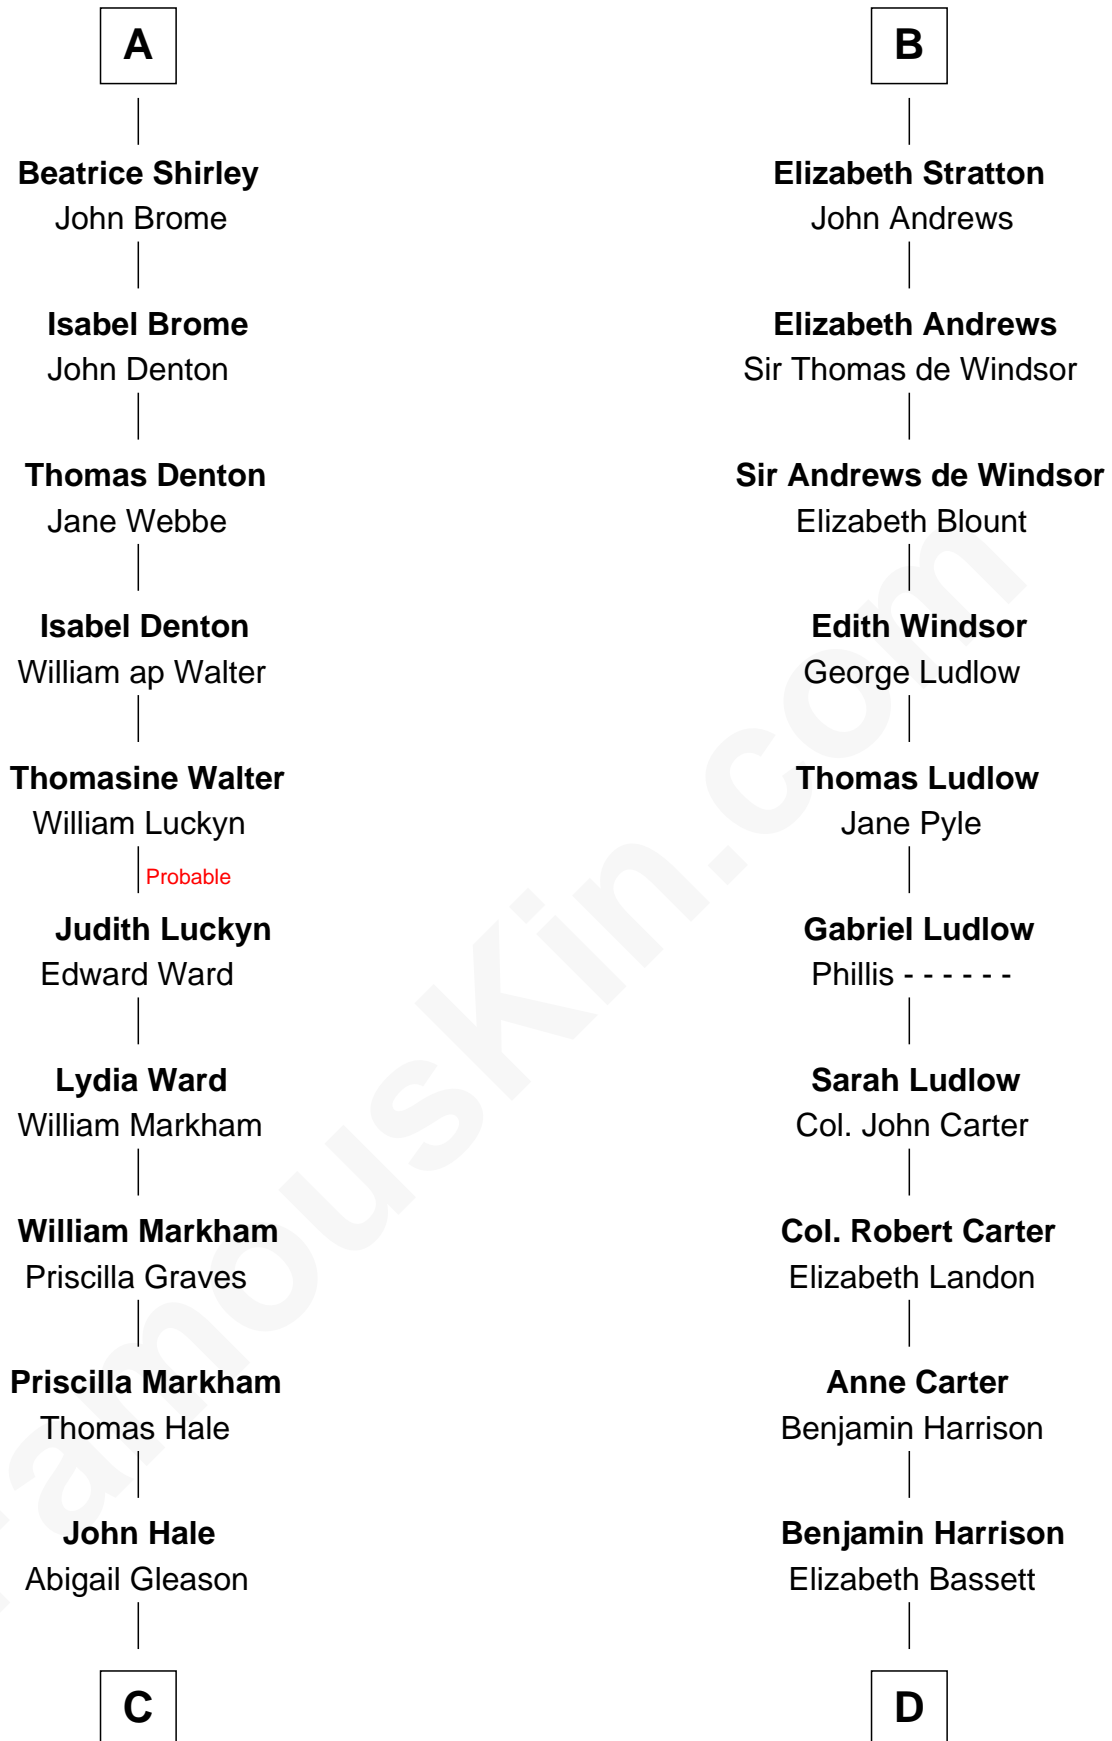 A
Beatrice Shirley
John Brome
Isabel Brome
John Denton
Thomas Denton
Jane Webbe
Isabel Denton
William ap Walter
Thomasine Walter
William Luckyn
Probable
Judith Luckyn
Edward Ward
Lydia Ward
William Markham
William Markham
Priscilla Graves
Priscilla Markham
Thomas Hale
John Hale
Abigail Gleason
C
B
Elizabeth Stratton
John Andrews
Elizabeth Andrews
Sir Thomas de Windsor
Sir Andrews de Windsor
Elizabeth Blount
Edith Windsor
George Ludlow
Thomas Ludlow
Jane Pyle
Gabriel Ludlow
Phillis - - - - - -
Sarah Ludlow
Col. John Carter
Col. Robert Carter
Elizabeth Landon
Anne Carter
Benjamin Harrison
Benjamin Harrison
Elizabeth Bassett
D
FamousKin.com